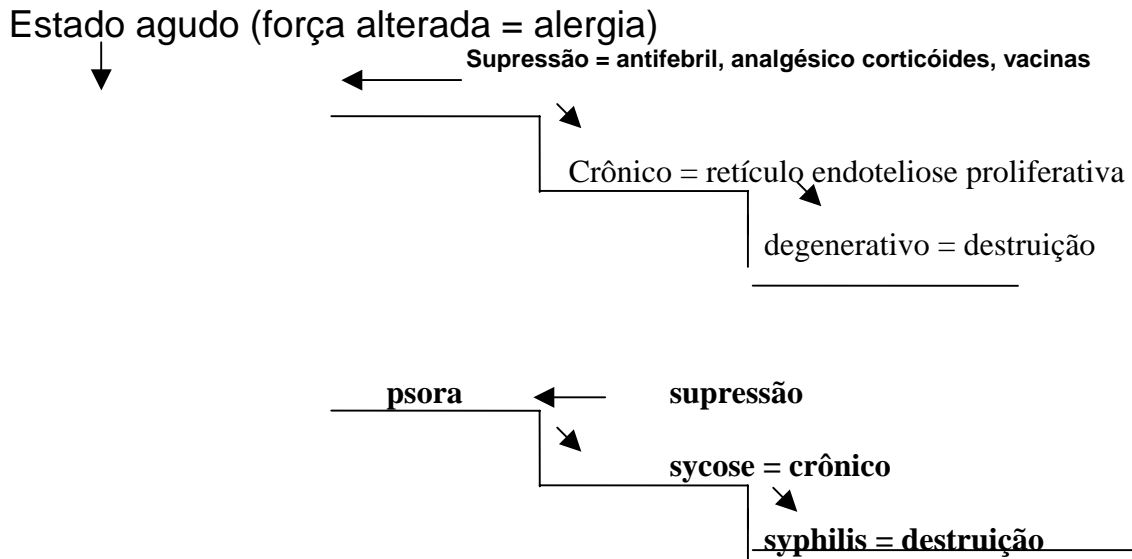 Estado agudo (força alterada = alergia)
Supressão = antifebril, analgésico corticóides, vacinas
Crônico = retículo endoteliose proliferativa
degenerativo = destruição
psora supressão
sycose = crônico
syphilis = destruição